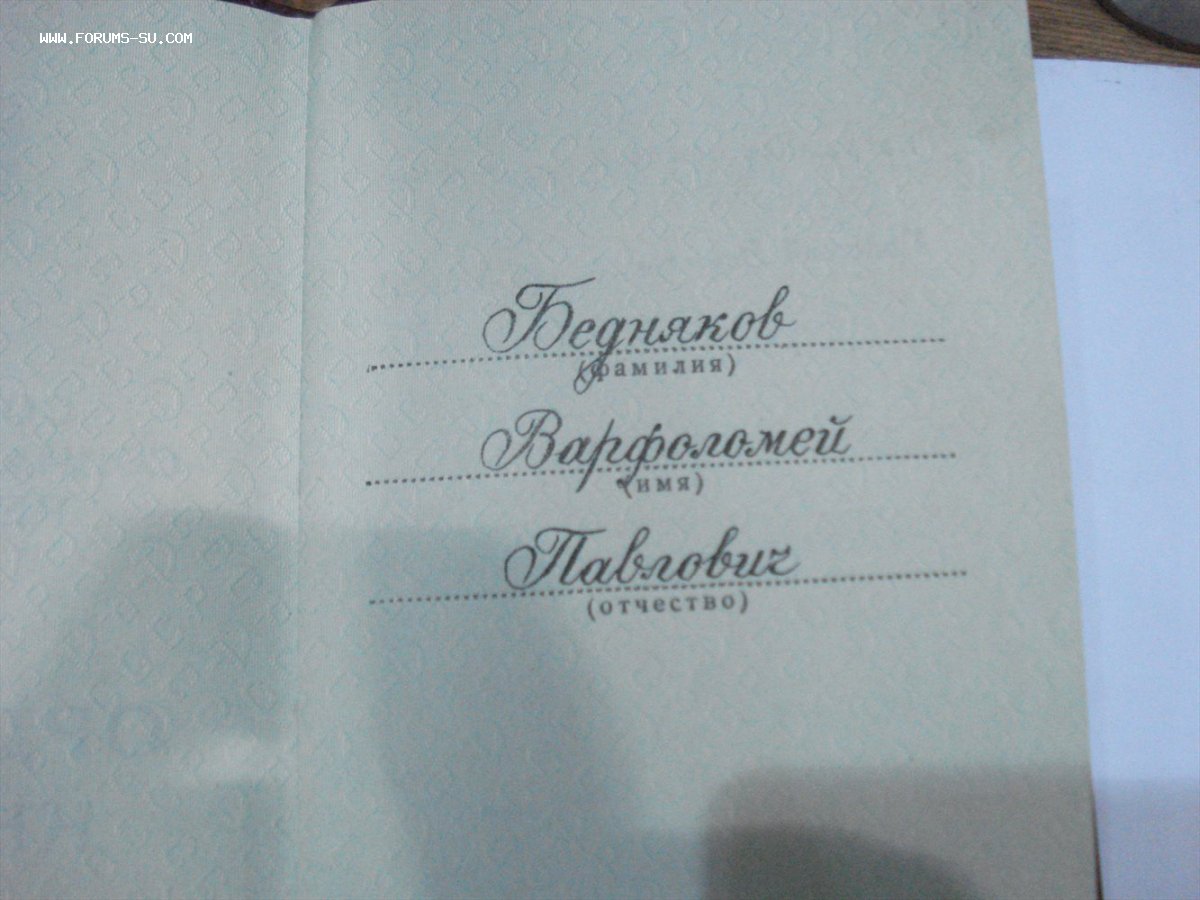 WWW.FORUMS-SU.COM
Бедняков
(фамилия)
Варфоломей
(имя)
Павлович
(отчество)